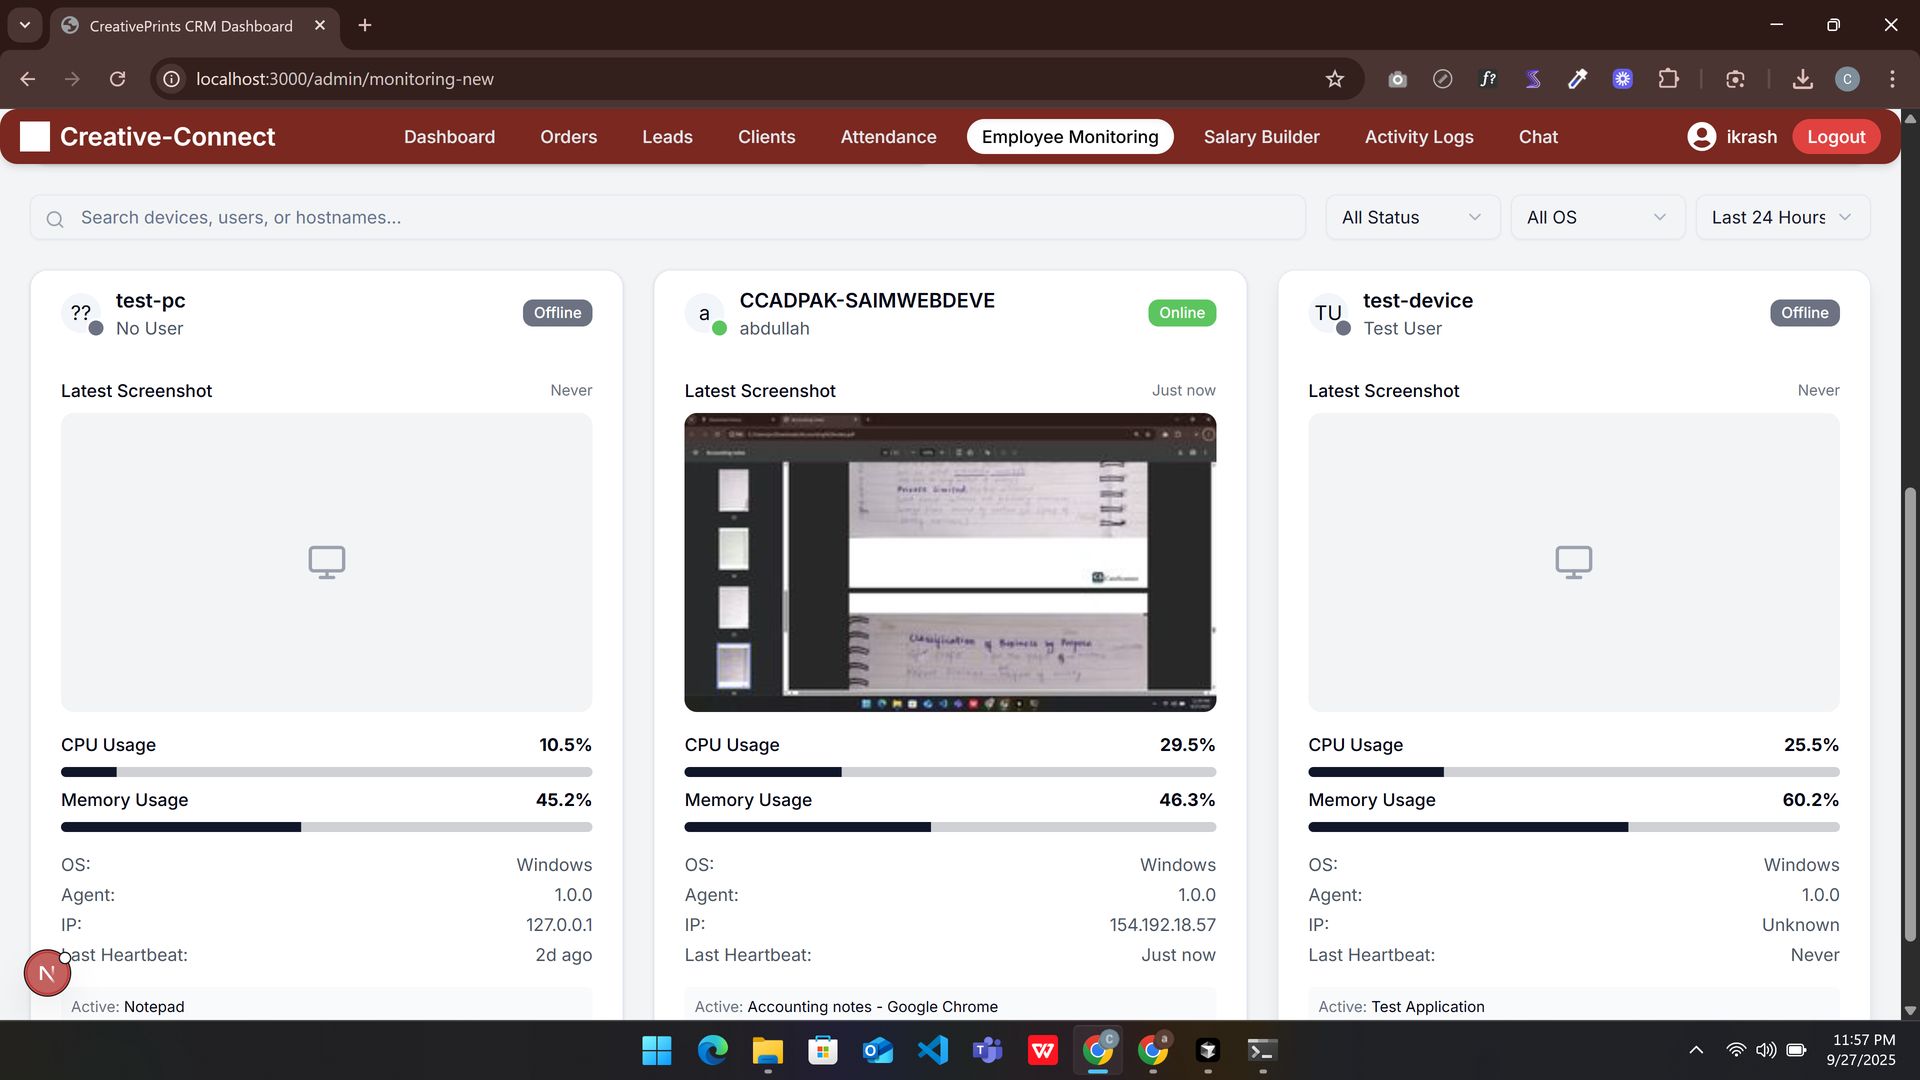 CreativePrints CRM Dashboard
localhost:3000/admin/monitoring-new
f?
C
Creative-Connect
Dashboard
Orders
Leads
Clients
Attendance
Employee Monitoring
Salary Builder
Activity Logs
Chat
ikrash
Logout
Search devices, users, or hostnames...
All Status
All OS
Last 24 Hours
??
test-pc
No User
Offline
Latest Screenshot
Never
CPU Usage
10.5%
Memory Usage
45.2%
OS:
Windows
Agent:
1.0.0
IP:
127.0.0.1
Last Heartbeat:
2d ago
Active: Notepad
a
CCADPAK-SAIMWEBDEVE
abdullah
Online
Latest Screenshot
Just now
Private Limited
Classification of Business by Purpose
CPU Usage
29.5%
Memory Usage
46.3%
OS:
Windows
Agent:
1.0.0
IP:
154.192.18.57
Last Heartbeat:
Just now
Active: Accounting notes - Google Chrome
TU
test-device
Test User
Offline
Latest Screenshot
Never
CPU Usage
25.5%
Memory Usage
60.2%
OS:
Windows
Agent:
1.0.0
IP:
Unknown
Last Heartbeat:
Never
Active: Test Application
N
11:57 PM
9/27/2025